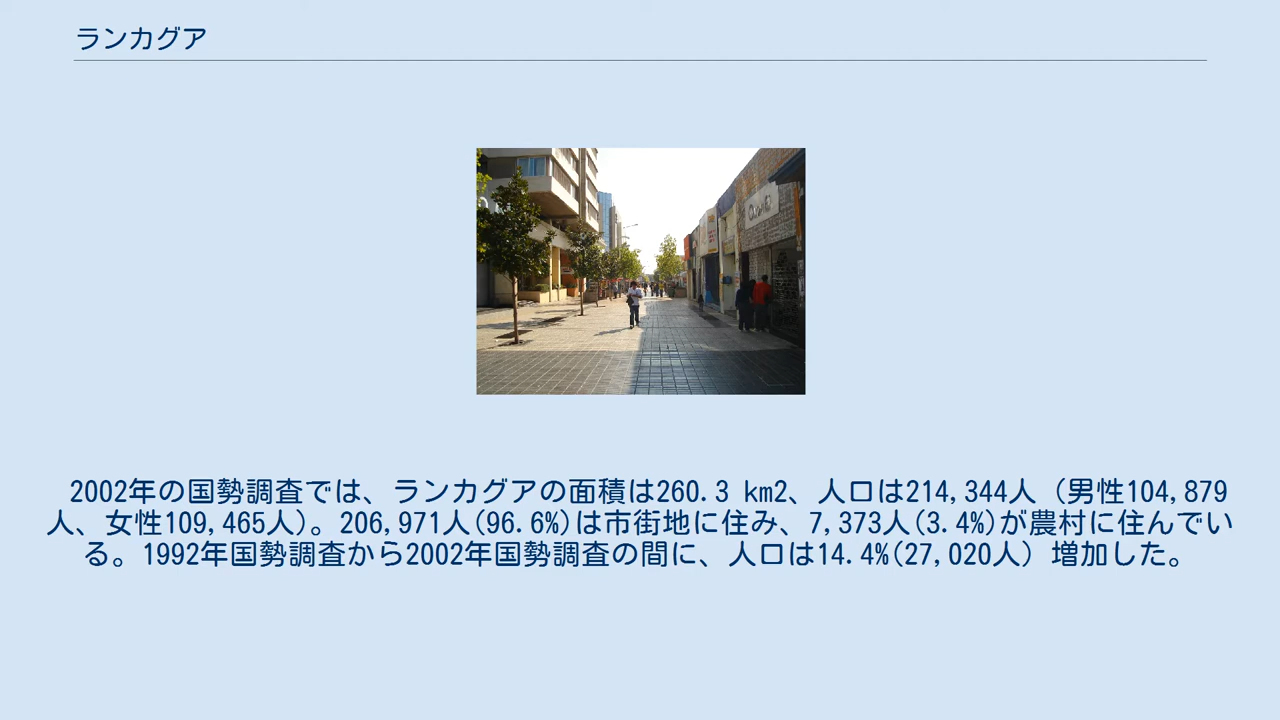 ランカグア
2002年の国勢調査では、ランカグアの面積は260.3 km2、人口は214,344人（男性104,879
人、女性109,465人)。206,971人(96.6%)は市街地に住み、7,373人(3.4%)が農村に住んでい
る。1992年国勢調査から2002年国勢調査の間に、人口は14.4%(27,020人）増加した。